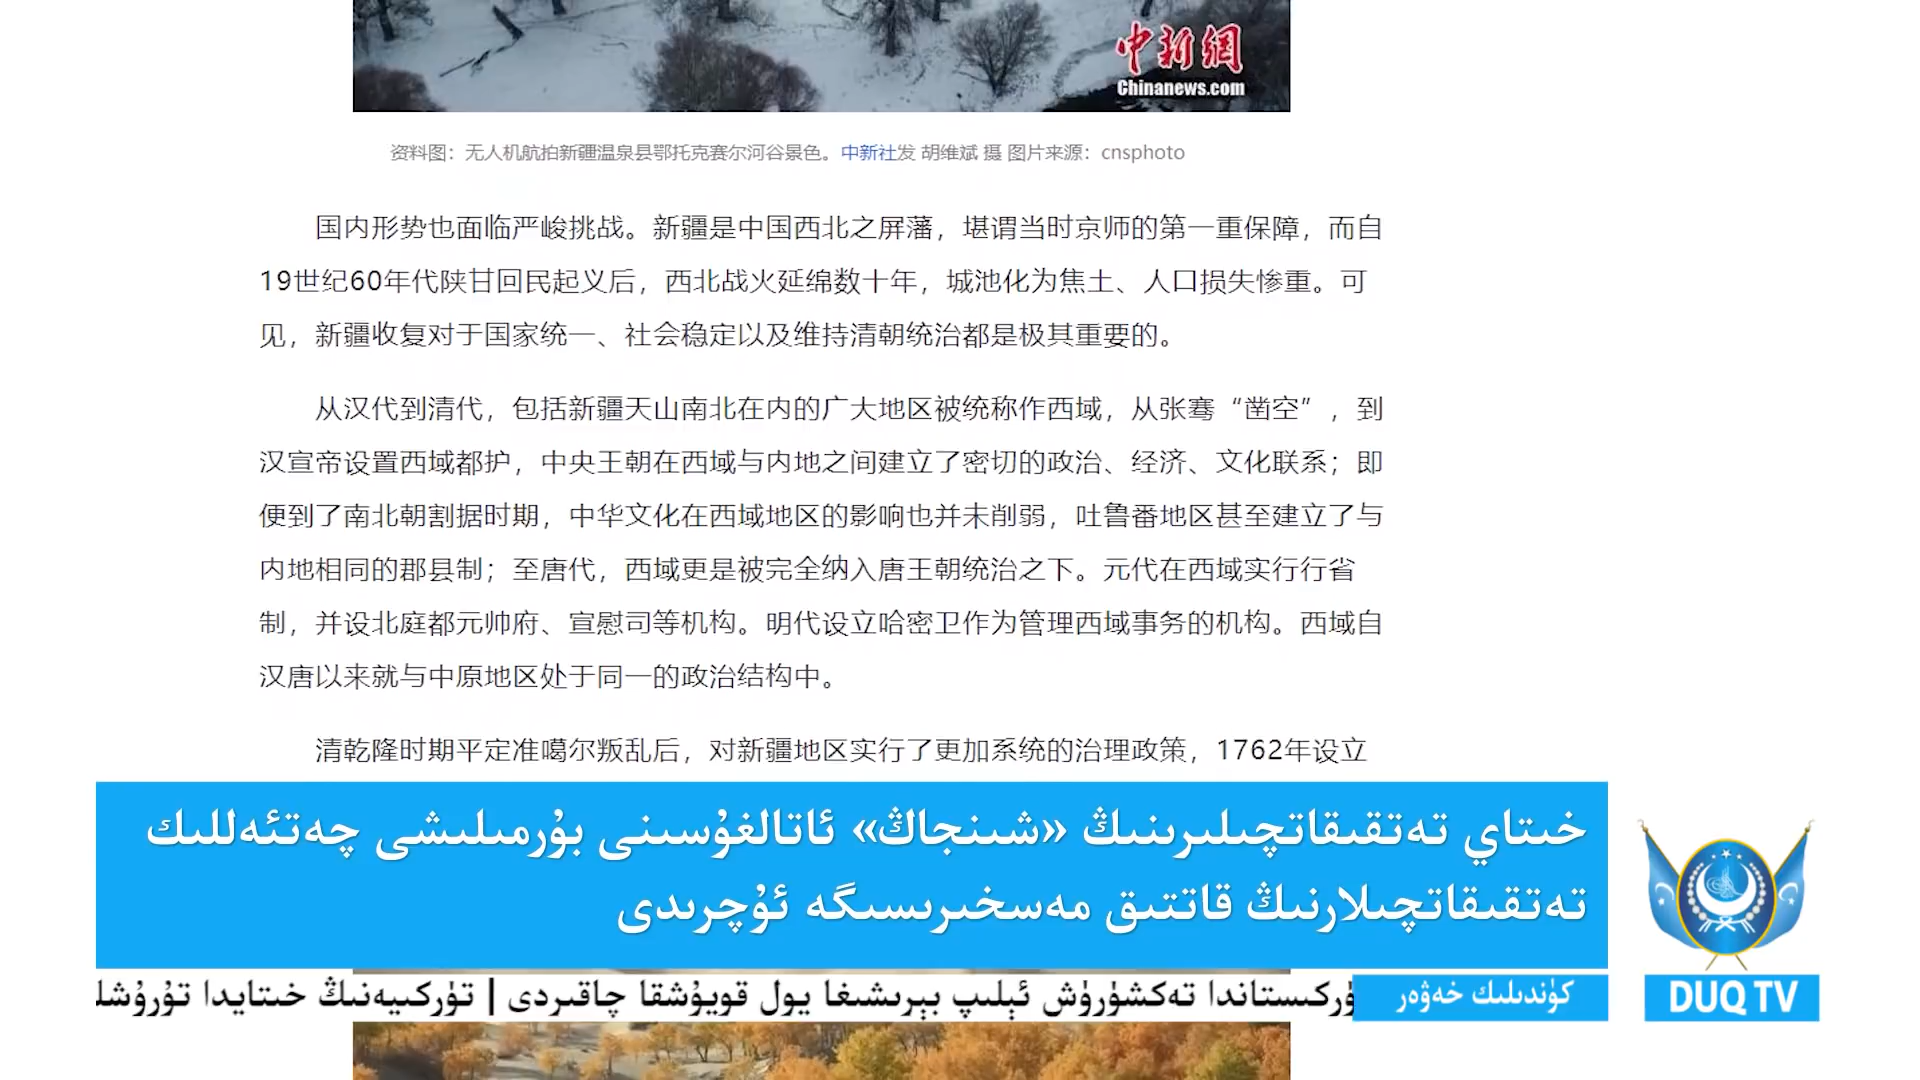 中新網
Chinanews.com
资料图：无人机航拍新疆温泉县鄂托克赛尔河谷景色。中新社发 胡维斌 摄 图片来源：cnsphoto
国内形势也面临严峻挑战。新疆是中国西北之屏藩，堪谓当时京师的第一重保障，而自
19世纪60年代陕甘回民起义后，西北战火延绵数十年，城池化为焦土、人口损失惨重。可
见，新疆收复对于国家统一、社会稳定以及维持清朝统治都是极其重要的。
从汉代到清代，包括新疆天山南北在内的广大地区被统称作西域，从张骞“凿空”，到
汉宣帝设置西域都护，中央王朝在西域与内地之间建立了密切的政治、经济、文化联系；即
便到了南北朝割据时期，中华文化在西域地区的影响也并未削弱，吐鲁番地区甚至建立了与
内地相同的郡县制；至唐代，西域更是被完全纳入唐王朝统治之下。元代在西域实行行省
制，并设北庭都元帅府、宣慰司等机构。明代设立哈密卫作为管理西域事务的机构。西域自
汉唐以来就与中原地区处于同一的政治结构中。
清乾隆时期平定准噶尔叛乱后，对新疆地区实行了更加系统的治理政策，1762年设立
خىتاي تەتقىقاتچىلىرىنىڭ «شىنجاڭ» ئاتالغۇسىنى بۇرمىلىشى چەتئەللىك
تەتقىقاتچىلارنىڭ قاتتىق مەسخىرىسىگە ئۇچرىدى
ۈركىستاندا تەكشۈرۈش ئېلىپ بېرىشىغا يول قويۇشقا چاقىردى | تۈركىيەنىڭ خىتايدا تۇرۇشل
كۈندىلىك خەۋەر
DUQ TV